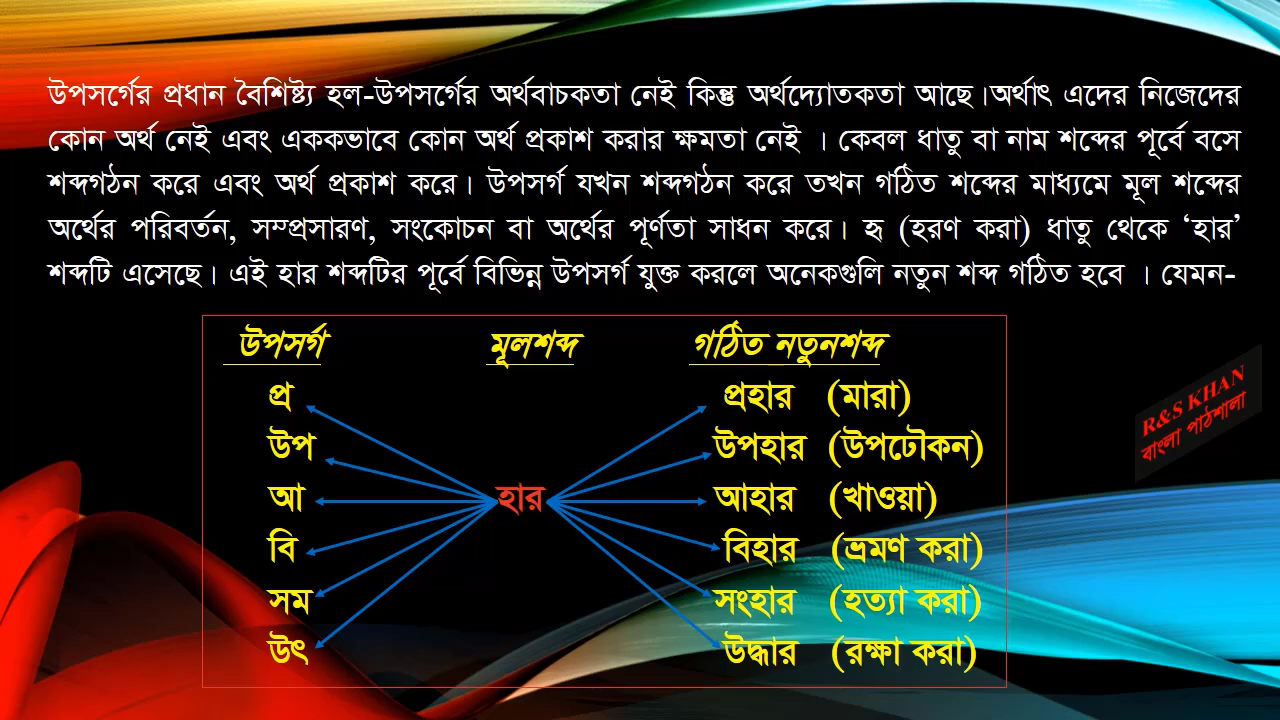 উপসর্গের প্রধান বৈশিষ্ট্য হল-উপসর্গের অর্থবাচকতা নেই কিন্তু অর্থদ্যোতকতা আছে।অর্থাৎ এদের নিজেদের
কোন অর্থ নেই এবং এককভাবে কোন অর্থ প্রকাশ করার ক্ষমতা নেই । কেবল ধাতু বা নাম শব্দের পূর্বে বসে
শব্দগঠন করে এবং অর্থ প্রকাশ করে। উপসর্গ যখন শব্দগঠন করে তখন গঠিত শব্দের মাধ্যমে মূল শব্দের
অর্থের পরিবর্তন, সম্প্রসারণ, সংকোচন বা অর্থের পূর্ণতা সাধন করে। হৃ (হরণ করা) ধাতু থেকে ‘হার’
শব্দটি এসেছে। এই হার শব্দটির পূর্বে বিভিন্ন উপসর্গ যুক্ত করলে অনেকগুলি নতুন শব্দ গঠিত হবে । যেমন-
উপসর্গ মূলশব্দ গঠিত নতুনশব্দ
প্র প্রহার (মারা)
উপ উপহার (উপঢৌকন)
আ হার আহার (খাওয়া)
বি বিহার (ভ্রমণ করা)
সম সংহার (হত্যা করা)
উৎ উদ্ধার (রক্ষা করা)
R&S KHAN
বাংলা পাঠশালা